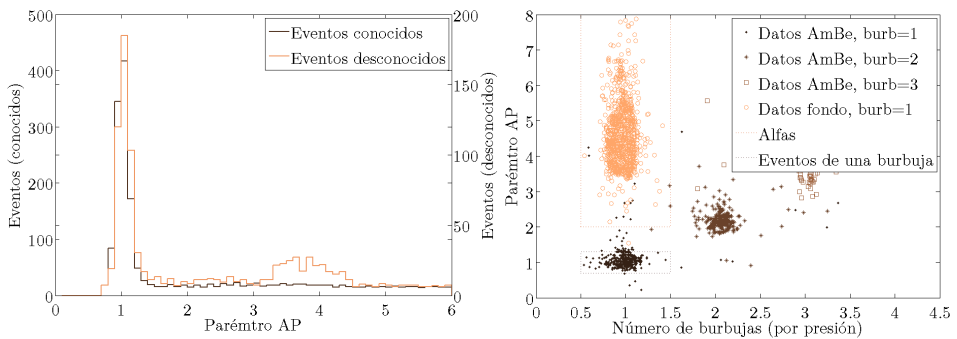 500
400
300
200
100
0
Eventos (conocidos)
200
150
100
50
0
Eventos (desconocidos)
Eventos conocidos
Eventos desconocidos
0 1 2 3 4 5 6
Parémtro AP
8
7
6
5
4
3
2
1
0
Parémtro AP
Datos AmBe, burb=1
Datos AmBe, burb=2
Datos AmBe, burb=3
Datos fondo, burb=1
Alfas
Eventos de una burbuja
0 0.5 1 1.5 2 2.5 3 3.5 4 4.5
Número de burbujas (por presión)